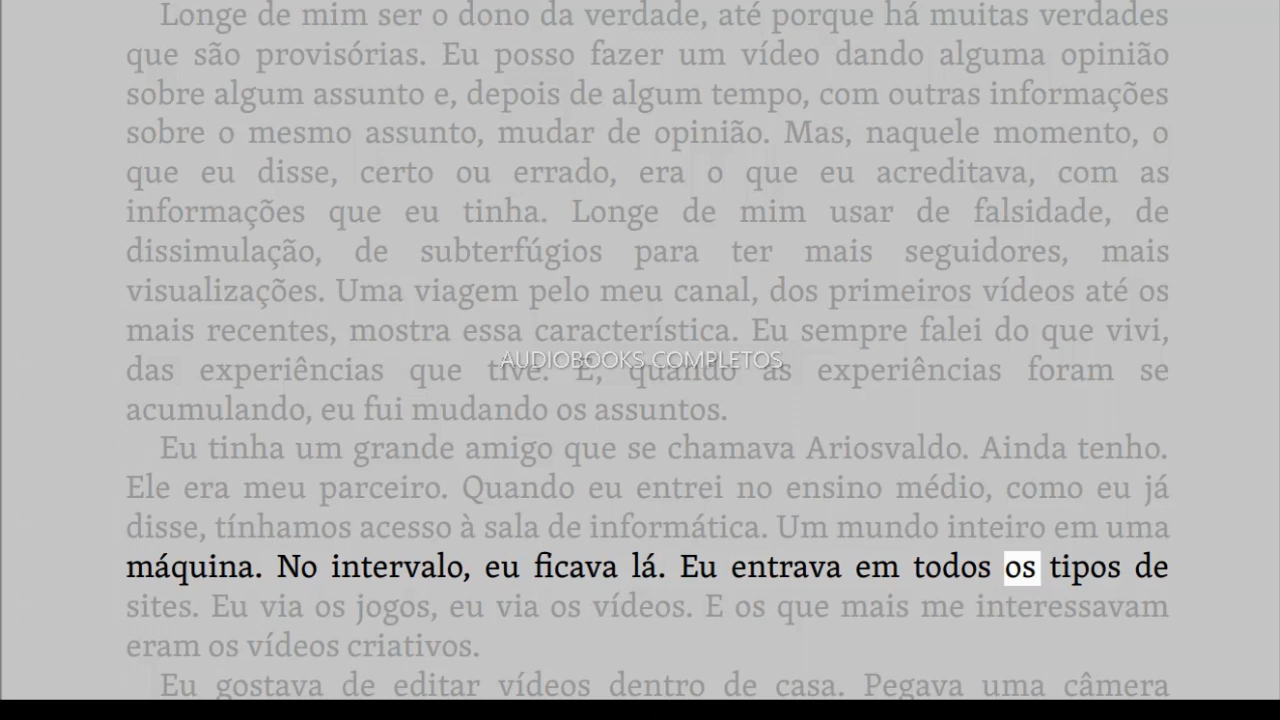 Longe de mim ser o dono da verdade, até porque há muitas verdades
que são provisórias. Eu posso fazer um vídeo dando alguma opinião
sobre algum assunto e, depois de algum tempo, com outras informações
sobre o mesmo assunto, mudar de opinião. Mas, naquele momento, o
que eu disse, certo ou errado, era o que eu acreditava, com as
informações que eu tinha. Longe de mim usar de falsidade, de
dissimulação, de subterfúgios para ter mais seguidores, mais
visualizações. Uma viagem pelo meu canal, dos primeiros vídeos até os
mais recentes, mostra essa característica. Eu sempre falei do que vivi,
AUDIOBOOKS COMPLETOS
das experiências que tive. E, quando as experiências foram se
acumulando, eu fui mudando os assuntos.
Eu tinha um grande amigo que se chamava Ariosvaldo. Ainda tenho.
Ele era meu parceiro. Quando eu entrei no ensino médio, como eu já
disse, tínhamos acesso à sala de informática. Um mundo inteiro em uma
máquina. No intervalo, eu ficava lá. Eu entrava em todos os tipos de
sites. Eu via os jogos, eu via os vídeos. E os que mais me interessavam
eram os vídeos criativos.
Eu gostava de editar vídeos dentro de casa. Pegava uma câmera